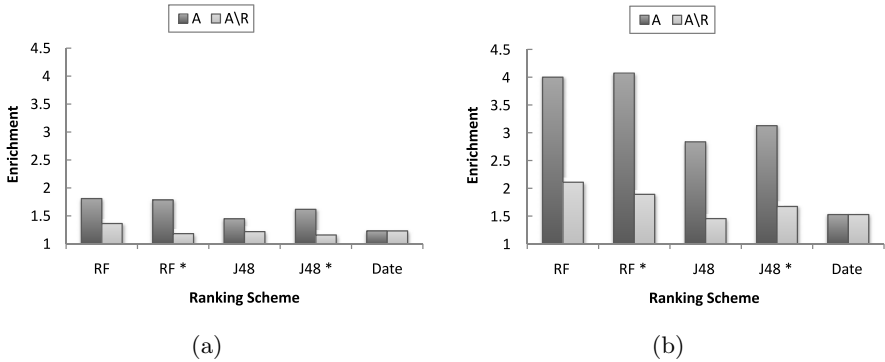 A A\R
4.5
4
3.5
3
2.5
2
1.5
1
Enrichment
RF RF * J48 J48 * Date
Ranking Scheme
(a)
A A\R
4.5
4
3.5
3
2.5
2
1.5
1
Enrichment
RF RF * J48 J48 * Date
Ranking Scheme
(b)